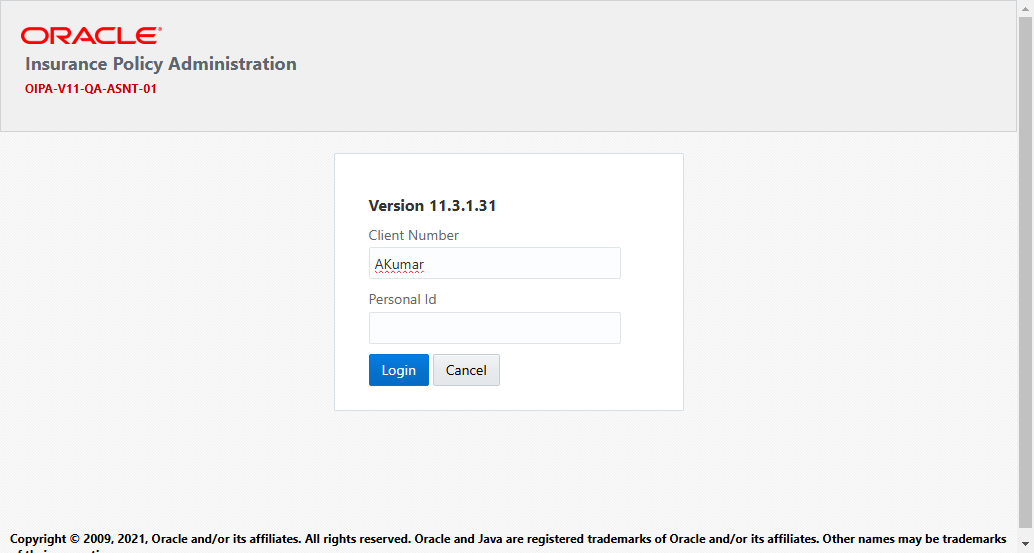 ORACLE®
Insurance Policy Administration
OIPA-V11-QA-ASNT-01
Version 11.3.1.31
Client Number
AKumar
Personal Id
Login Cancel
Copyright © 2009, 2021, Oracle and/or its affiliates. All rights reserved. Oracle and Java are registered trademarks of Oracle and/or its affiliates. Other names may be trademarks